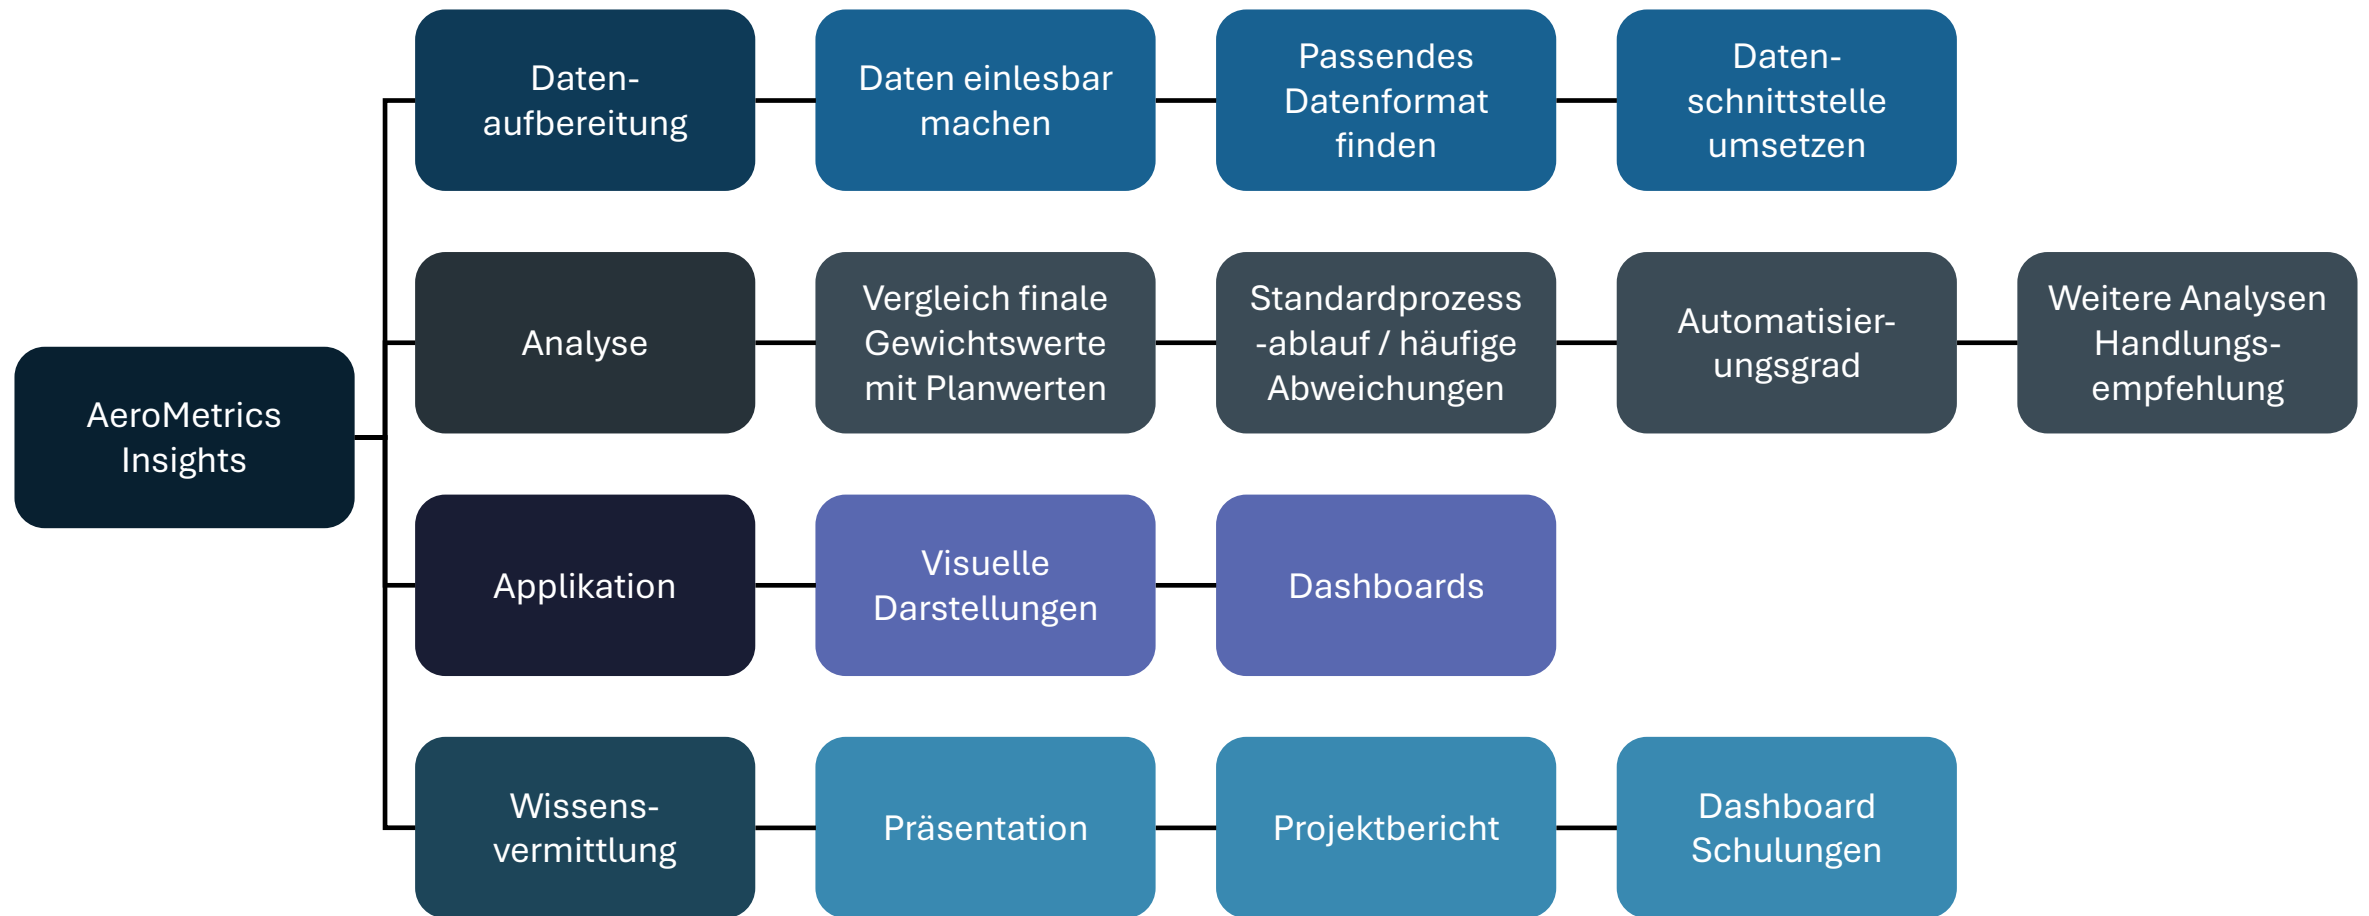 AeroMetrics
Insights
Daten-
aufbereitung
Daten einlesbar
machen
Passendes
Datenformat
finden
Daten-
schnittstelle
umsetzen
Analyse
Vergleich finale
Gewichtswerte
mit Planwerten
Standardprozess
-ablauf / häufige
Abweichungen
Automatisier-
ungsgrad
Weitere Analysen
Handlungs-
empfehlung
Applikation
Visuelle
Darstellungen
Dashboards
Wissens-
vermittlung
Präsentation
Projektbericht
Dashboard
Schulungen